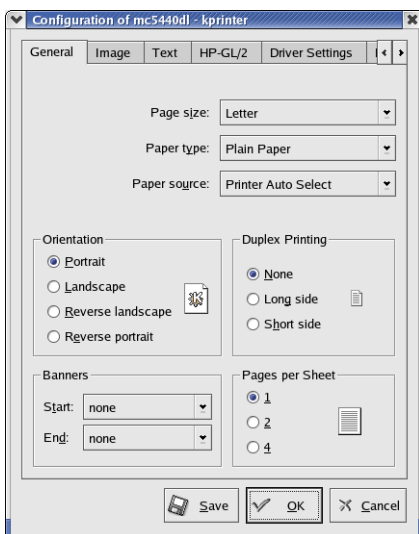 Configuration of mc5440dl - kprinter
General Image Text HP-GL/2 Driver Settings
Page size: Letter
Paper type: Plain Paper
Paper source: Printer Auto Select
Orientation
Portrait
Landscape
Reverse landscape
Reverse portrait
Duplex Printing
None
Long side
Short side
Banners
Start: none
End: none
Pages per Sheet
1
2
4
Save OK Cancel